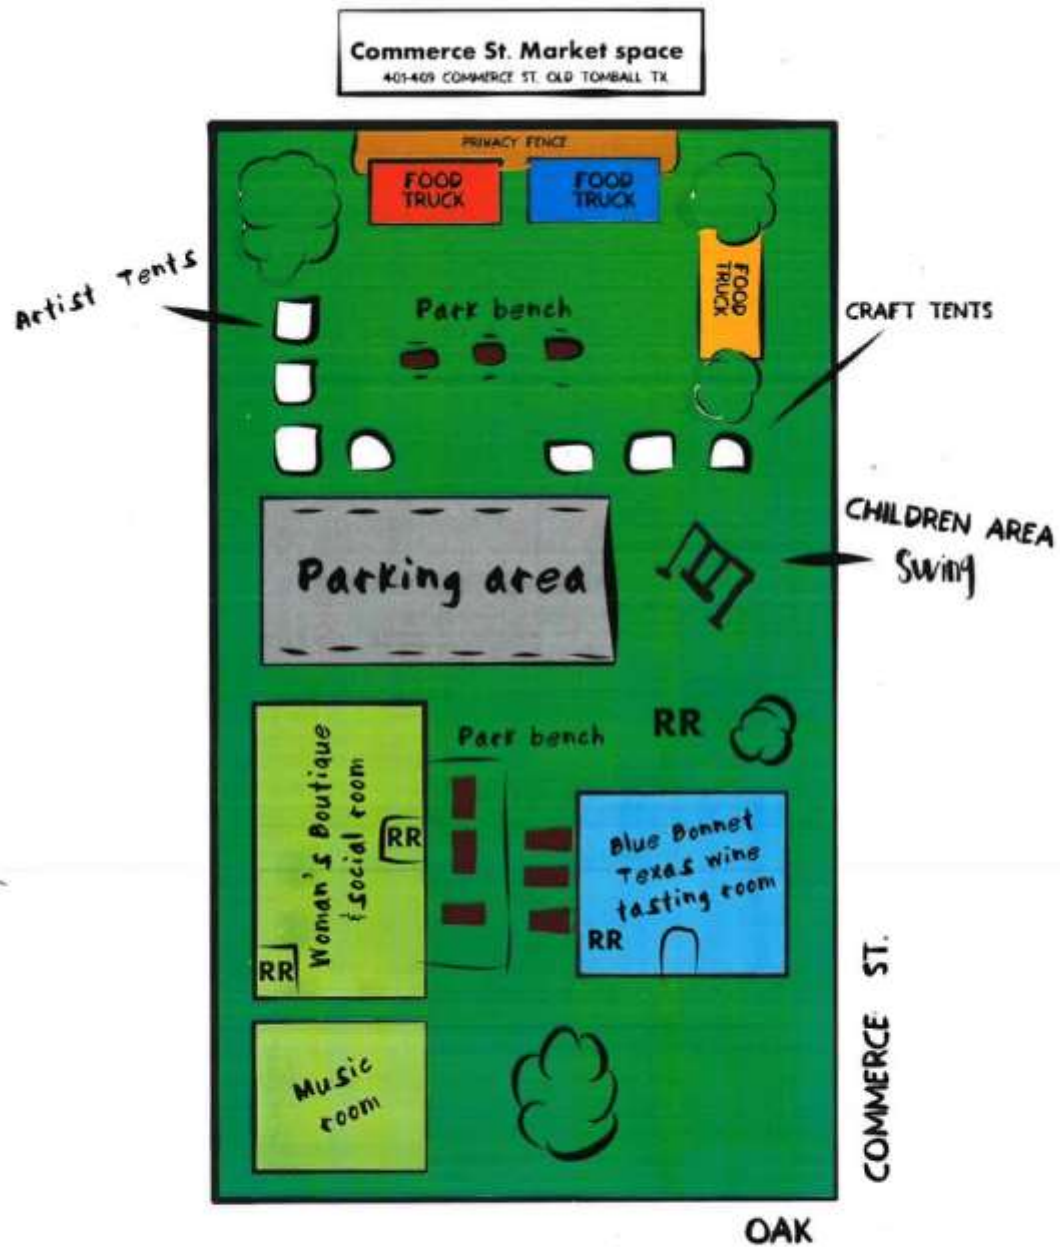 Commerce St. Market space
401-409 COMMERCE ST. OLD TOMBALL TX
PRIVACY FENCE
FOOD
TRUCK
FOOD
TRUCK
FOOD
TRUCK
Artist Tents
Park bench
CRAFT TENTS
CHILDREN AREA
Swing
Parking area
Park bench
RR
Woman's Boutique
& social room
RR
RR
Blue Bonnet
Texas wine
tasting room
RR
Music
room
COMMERCE ST.
OAK